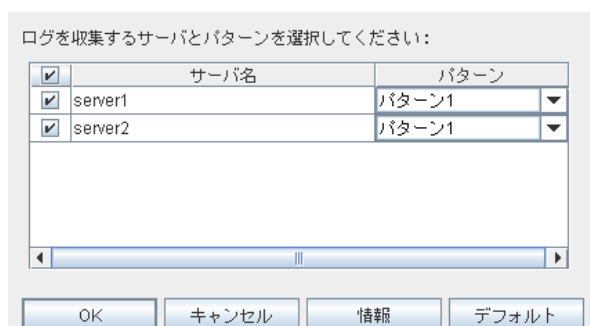 ログを収集するサーバとパターンを選択してください：
サーバ名 パターン
server1 パターン1
server2 パターン1
OK キャンセル 情報 デフォルト